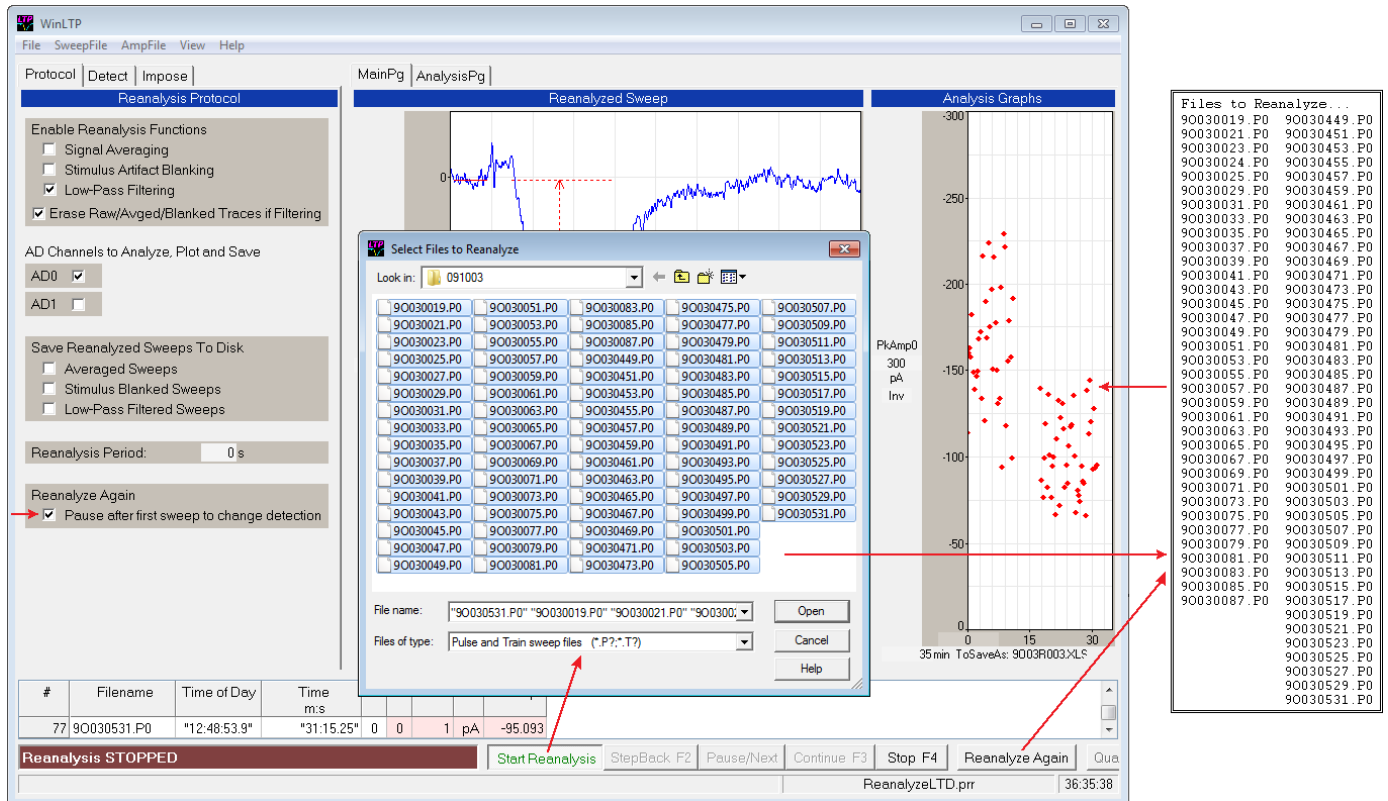 WinLTP
File SweepFile AmpFile View Help
Protocol Detect Impose
MainPg AnalysisPg
Reanalysis Protocol
Enable Reanalysis Functions
Signal Averaging
Stimulus Artifact Blanking
Low-Pass Filtering
Erase Raw/Avged/Blanked Traces if Filtering
AD Channels to Analyze, Plot and Save
AD0
AD1
Save Reanalyzed Sweeps To Disk
Averaged Sweeps
Stimulus Blanked Sweeps
Low-Pass Filtered Sweeps
Reanalysis Period: 0 s
Reanalyze Again
Pause after first sweep to change detection
Reanalyzed Sweep
0
Select Files to Reanalyze
Look in: 091003
9O030019.P0 9O030051.P0 9O030083.P0 9O030475.P0 9O030507.P0
9O030021.P0 9O030053.P0 9O030085.P0 9O030477.P0 9O030509.P0
9O030023.P0 9O030055.P0 9O030087.P0 9O030479.P0 9O030511.P0
9O030025.P0 9O030057.P0 9O030449.P0 9O030481.P0 9O030513.P0
9O030027.P0 9O030059.P0 9O030451.P0 9O030483.P0 9O030515.P0
9O030029.P0 9O030061.P0 9O030453.P0 9O030485.P0 9O030517.P0
9O030031.P0 9O030063.P0 9O030455.P0 9O030487.P0 9O030519.P0
9O030033.P0 9O030065.P0 9O030457.P0 9O030489.P0 9O030521.P0
9O030035.P0 9O030067.P0 9O030459.P0 9O030491.P0 9O030523.P0
9O030037.P0 9O030069.P0 9O030461.P0 9O030493.P0 9O030525.P0
9O030039.P0 9O030071.P0 9O030463.P0 9O030495.P0 9O030527.P0
9O030041.P0 9O030073.P0 9O030465.P0 9O030497.P0 9O030529.P0
9O030043.P0 9O030075.P0 9O030467.P0 9O030499.P0 9O030531.P0
9O030045.P0 9O030077.P0 9O030469.P0 9O030501.P0
9O030047.P0 9O030079.P0 9O030471.P0 9O030503.P0
9O030049.P0 9O030081.P0 9O030473.P0 9O030505.P0
File name: "9O030531.P0" "9O030019.P0" "9O030021.P0" "9O03002
Open
Files of type: Pulse and Train sweep files (*.P?;*.T?)
Cancel
Help
Analysis Graphs
-300
-250
-200
-150
-100
-50
0
PkAmp0
300
pA
Inv
0 15 30
35 min ToSaveAs: 9O03R003.XLS
# Filename Time of Day Time
m:s
77 9O030531.P0 "12:48:53.9" "31:15.25" 0 0 1 pA -95.093
Reanalysis STOPPED
Start Reanalysis StepBack F2 Pause/Next Continue F3 Stop F4 Reanalyze Again Qua
ReanalyzeLTD.prr 36:35:38
Files to Reanalyze...
9O030019.P0 9O030449.P0
9O030021.P0 9O030451.P0
9O030023.P0 9O030453.P0
9O030024.P0 9O030455.P0
9O030025.P0 9O030457.P0
9O030029.P0 9O030459.P0
9O030031.P0 9O030461.P0
9O030033.P0 9O030463.P0
9O030035.P0 9O030465.P0
9O030037.P0 9O030467.P0
9O030039.P0 9O030469.P0
9O030041.P0 9O030471.P0
9O030043.P0 9O030473.P0
9O030045.P0 9O030475.P0
9O030047.P0 9O030477.P0
9O030049.P0 9O030479.P0
9O030051.P0 9O030481.P0
9O030053.P0 9O030483.P0
9O030055.P0 9O030485.P0
9O030057.P0 9O030487.P0
9O030059.P0 9O030489.P0
9O030061.P0 9O030491.P0
9O030063.P0 9O030493.P0
9O030065.P0 9O030495.P0
9O030067.P0 9O030497.P0
9O030069.P0 9O030499.P0
9O030071.P0 9O030501.P0
9O030073.P0 9O030503.P0
9O030075.P0 9O030505.P0
9O030077.P0 9O030507.P0
9O030079.P0 9O030509.P0
9O030081.P0 9O030511.P0
9O030083.P0 9O030513.P0
9O030085.P0 9O030515.P0
9O030087.P0 9O030517.P0
9O030519.P0
9O030521.P0
9O030523.P0
9O030525.P0
9O030527.P0
9O030529.P0
9O030531.P0